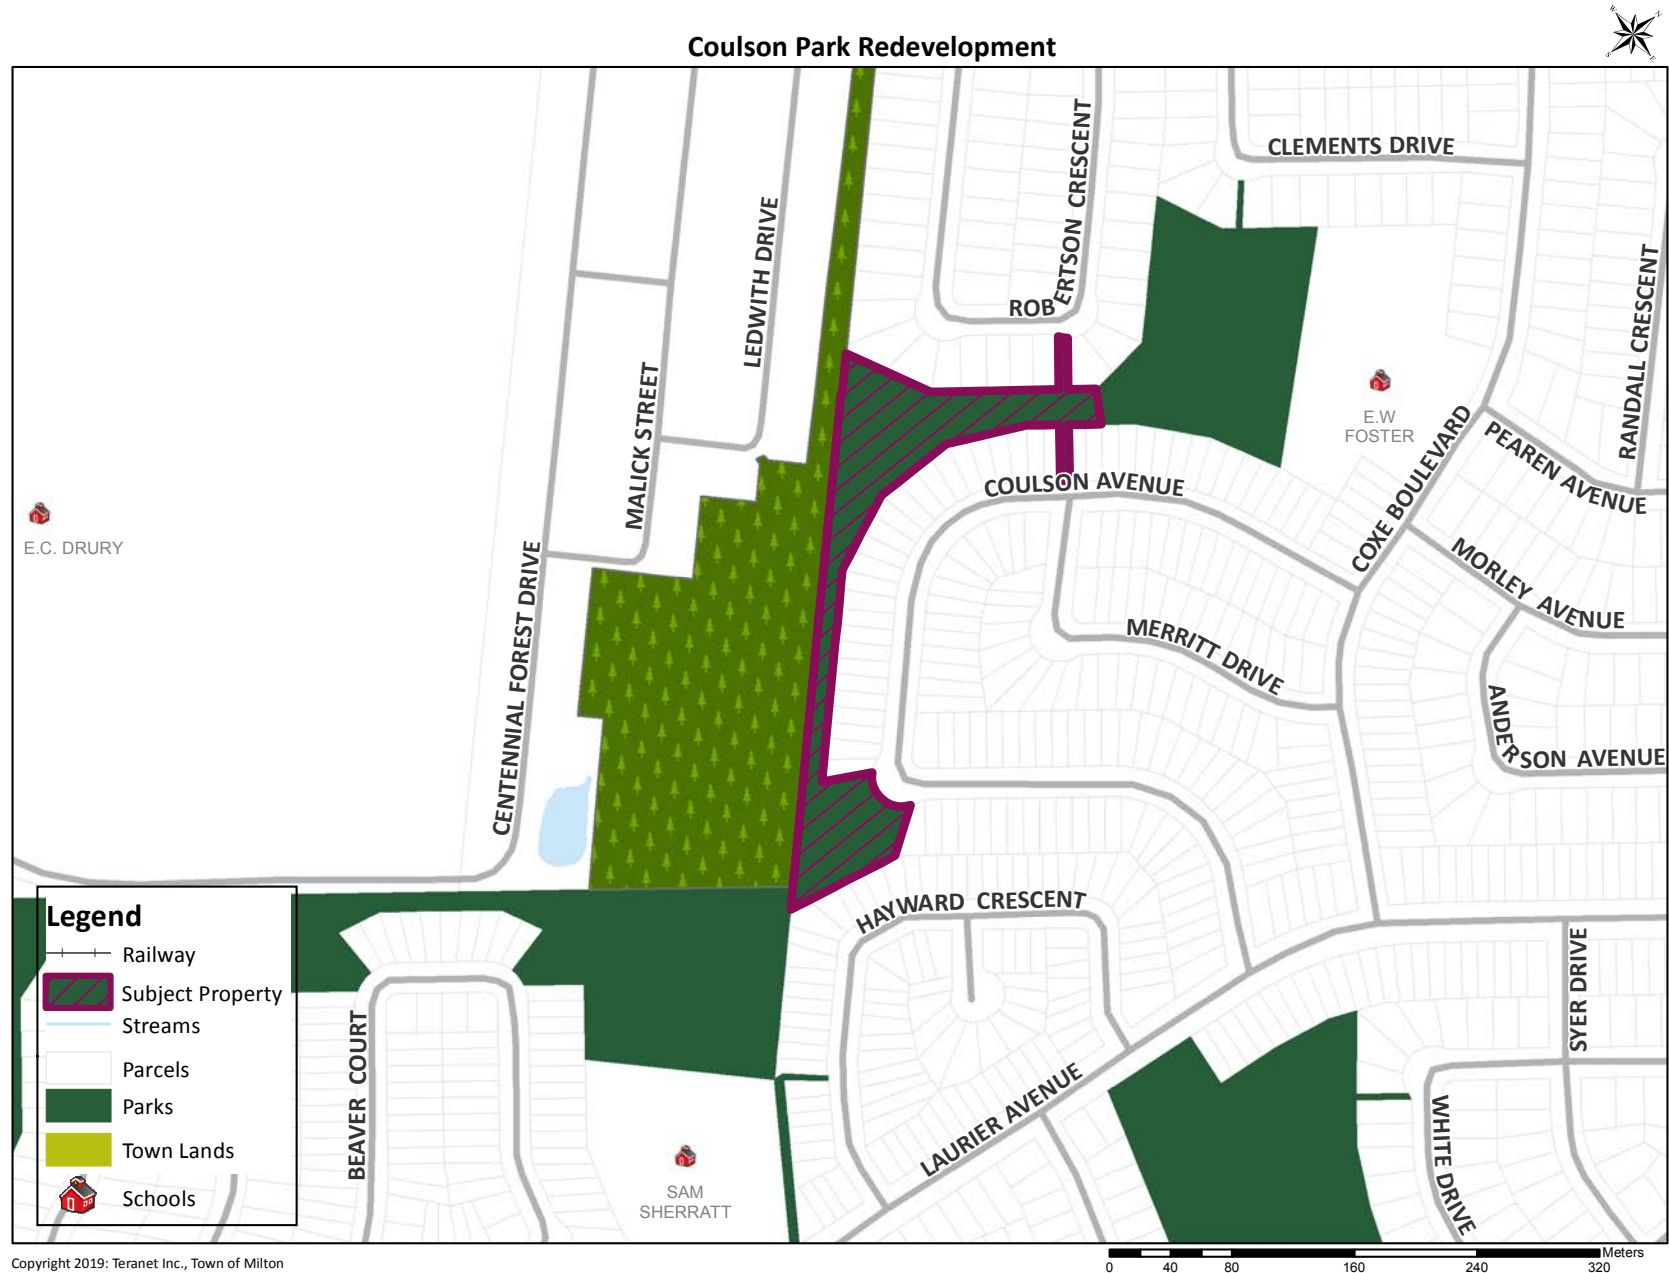 Coulson Park Redevelopment
W
N
S
E
CLEMENTS DRIVE
ROBERTSON CRESCENT
LEDWITH DRIVE
RANDALL CRESCENT
MALICK STREET
E.W
FOSTER
COXE BOULEVARD
PEAREN AVENUE
COULSON AVENUE
E.C. DRURY
CENTENNIAL FOREST DRIVE
MORLEY AVENUE
MERRITT DRIVE
ANDERSON AVENUE
HAYWARD CRESCENT
SYER DRIVE
BEAVER COURT
LAURIER AVENUE
WHITE DRIVE
SAM
SHERRATT
Legend
Railway
Subject Property
Streams
Parcels
Parks
Town Lands
Schools
Copyright 2019: Teranet Inc., Town of Milton
Meters
0 40 80 160 240 320